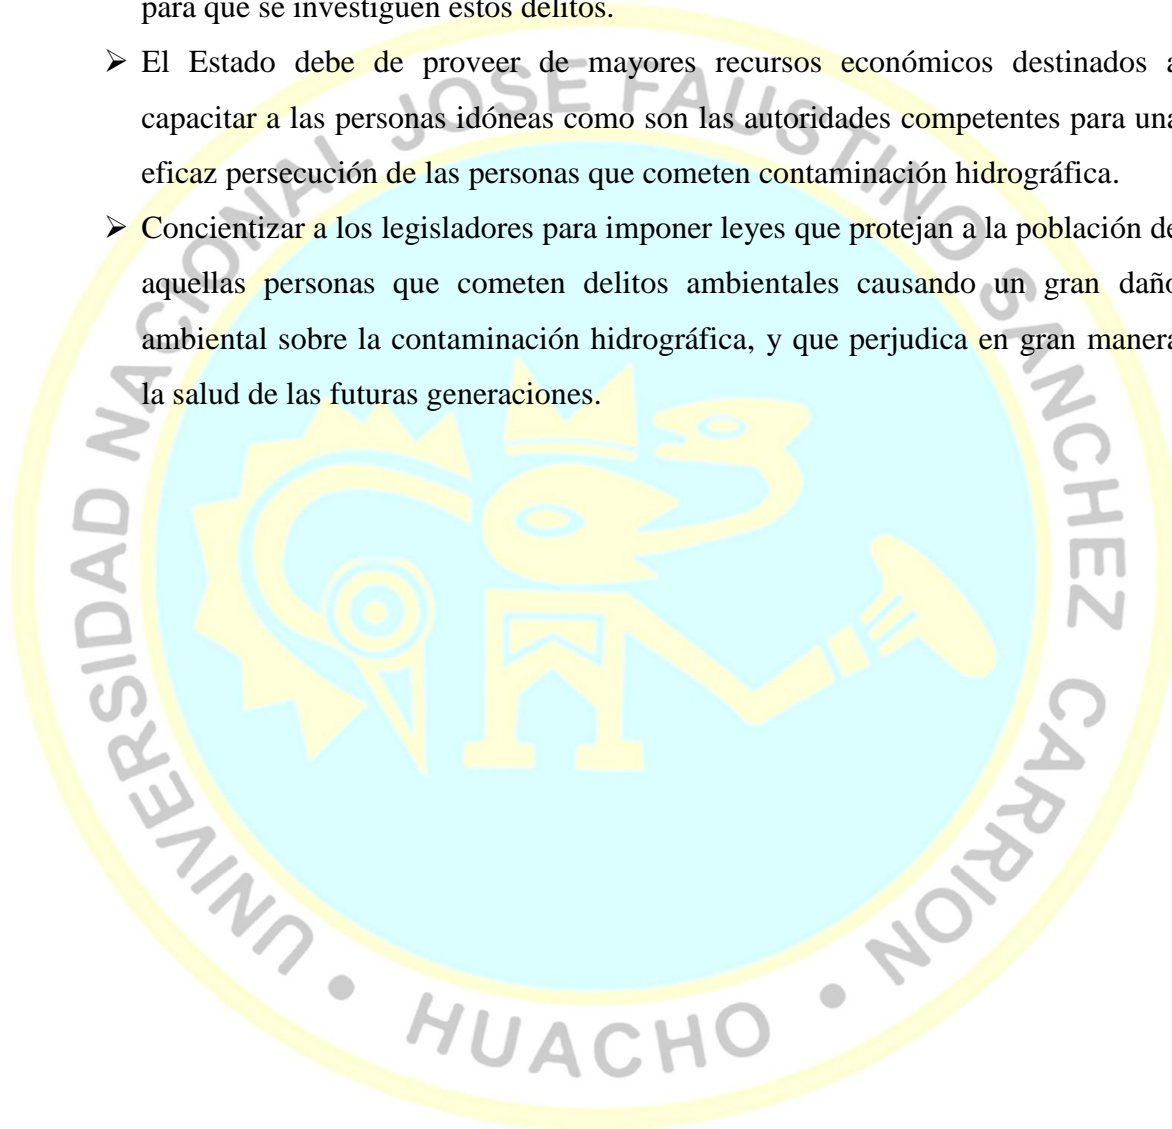 para que se investiguen estos delitos.
➢ El Estado debe de proveer de mayores recursos económicos destinados a
capacitar a las personas idóneas como son las autoridades competentes para una
eficaz persecución de las personas que cometen contaminación hidrográfica.
➢ Concientizar a los legisladores para imponer leyes que protejan a la población de
aquellas personas que cometen delitos ambientales causando un gran daño
ambiental sobre la contaminación hidrográfica, y que perjudica en gran manera
la salud de las futuras generaciones.
UNIVERSIDAD NACIONAL JOSE FAUSTINO SANCHEZ CARRION
• HUACHO •